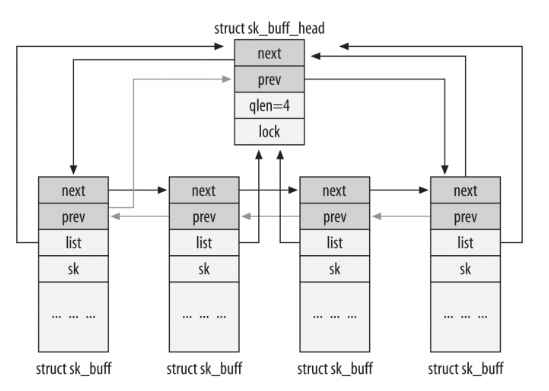 struct sk_buff_head
next
prev
qlen=4
lock
next next next next
prev prev prev prev
list list list list
sk sk sk sk
... ... ... ... ... ... ... ... ... ... ... ...
struct sk_buff struct sk_buff struct sk_buff struct sk_buff